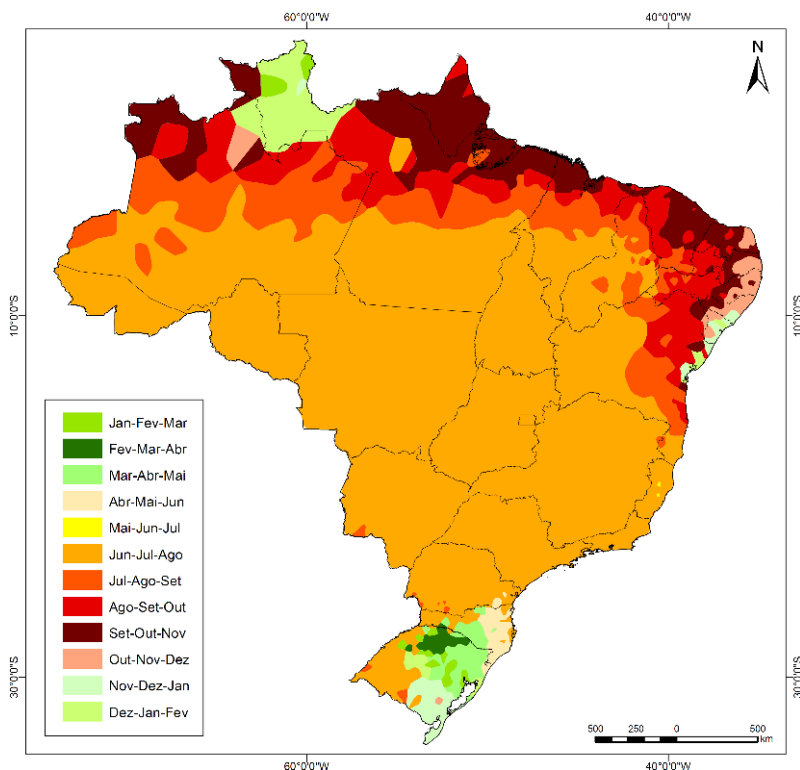 60°0'0"W
40°0'0"W
N
10°0'0"S
10°0'0"S
Jan-Fev-Mar
Fev-Mar-Abr
Mar-Abr-Mai
Abr-Mai-Jun
Mai-Jun-Jul
Jun-Jul-Ago
Jul-Ago-Set
Ago-Set-Out
Set-Out-Nov
Out-Nov-Dez
Nov-Dez-Jan
Dez-Jan-Fev
30°0'0"S
30°0'0"S
500 250 0 500
km
60°0'0"W
40°0'0"W